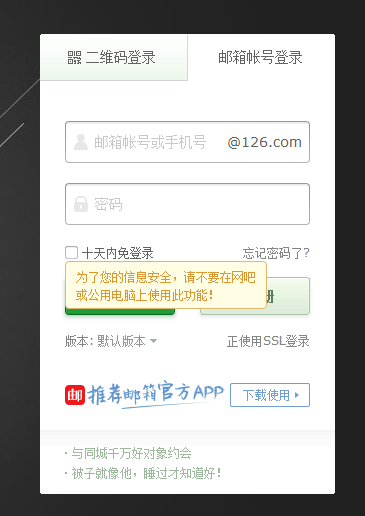 二维码登录
邮箱帐号登录
邮箱帐号或手机号 @126.com
密码
十天内免登录 忘记密码了?
为了您的信息安全，请不要在网吧
或公用电脑上使用此功能！
册
版本: 默认版本 正使用SSL登录
邮 推荐邮箱官方APP 下载使用
· 与同城千万好对象约会
· 被子就像他，睡过才知道好!